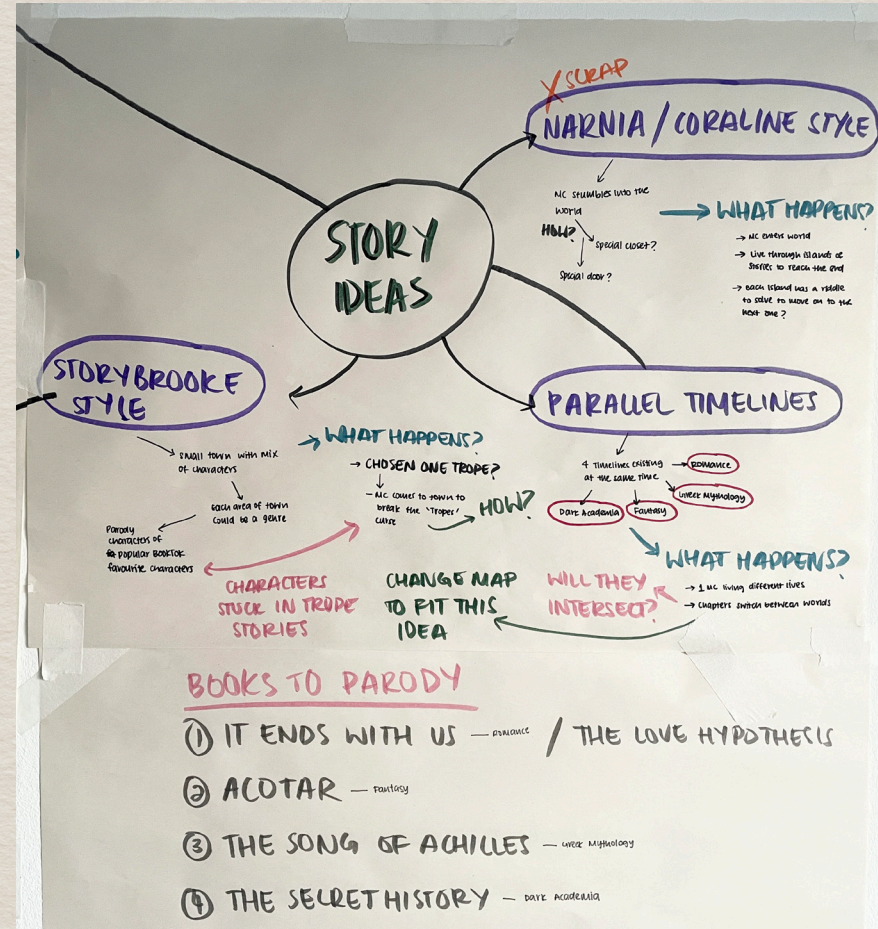 X SCRAP
NARNIA / CORALINE STYLE
MC stumbles into the
world
HOW?
Special closet?
Special door?
WHAT HAPPENS?
→ MC enters world
→ Live through islands of
stories to reach the end
→ Each island has a riddle
to solve to move on to the
next one?
STORY
IDEAS
STORYBROOKE
STYLE
Small town with mix
of characters
Each area of town
could be a genre
Parody
characters of
popular BookTok
favourite characters
WHAT HAPPENS?
→ CHOSEN ONE TROPE?
- MC comes to town to
break the 'Tropes'
curse
HOW?
CHARACTERS
STUCK IN TROPE
STORIES
PARALLEL TIMELINES
4 Timelines existing
at the same time
Romance
Greek Mythology
Dark Academia
Fantasy
WHAT HAPPENS?
→ 1 MC living different lives
→ Chapters switch between worlds
WILL THEY
INTERSECT?
CHANGE MAP
TO FIT THIS
IDEA
BOOKS TO PARODY
① IT ENDS WITH US — Romance / THE LOVE HYPOTHESIS
② ACOTAR — Fantasy
③ THE SONG OF ACHILLES — Greek Mythology
④ THE SECRET HISTORY — Dark Academia